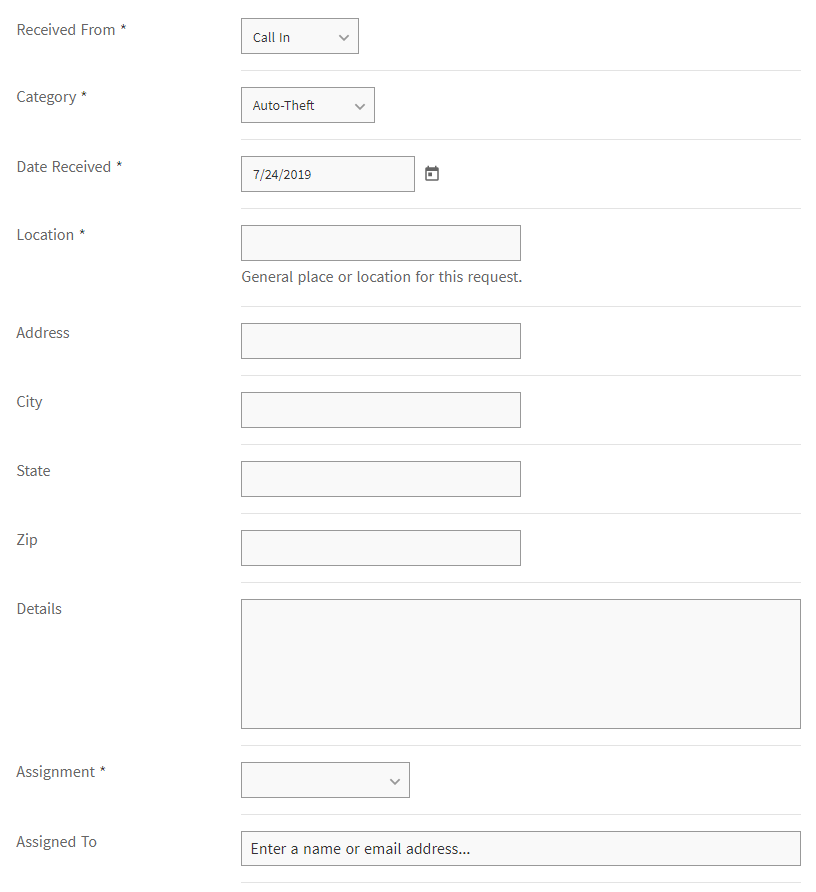 Received From *
Call In
Category *
Auto-Theft
Date Received *
7/24/2019
Location *
General place or location for this request.
Address
City
State
Zip
Details
Assignment *
Assigned To
Enter a name or email address...